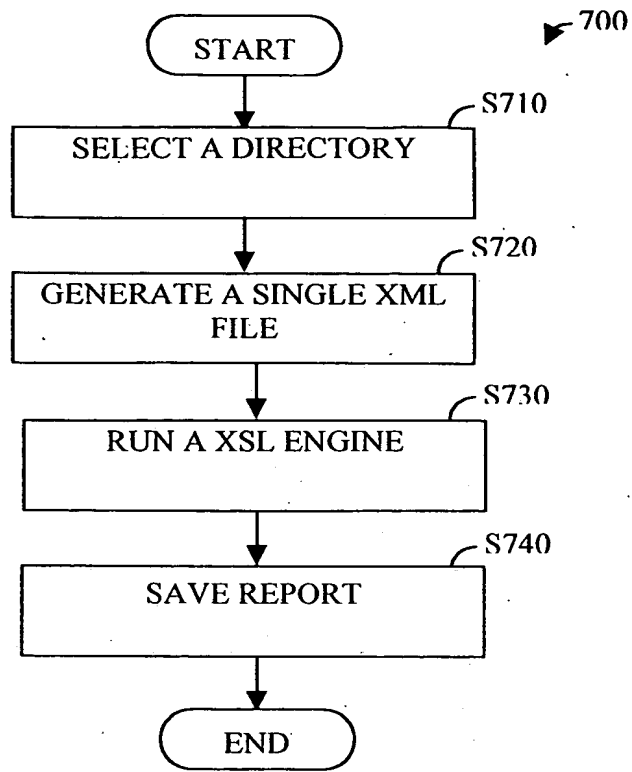 START
700
S710
SELECT A DIRECTORY
S720
GENERATE A SINGLE XML
FILE
S730
RUN A XSL ENGINE
S740
SAVE REPORT
END